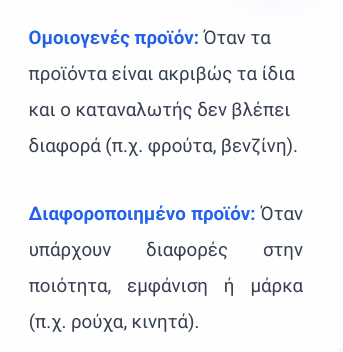 Ομοιογενές προϊόν: Όταν τα
προϊόντα είναι ακριβώς τα ίδια
και ο καταναλωτής δεν βλέπει
διαφορά (π.χ. φρούτα, βενζίνη).
Διαφοροποιημένο προϊόν: Όταν
υπάρχουν διαφορές στην
ποιότητα, εμφάνιση ή μάρκα
(π.χ. ρούχα, κινητά).